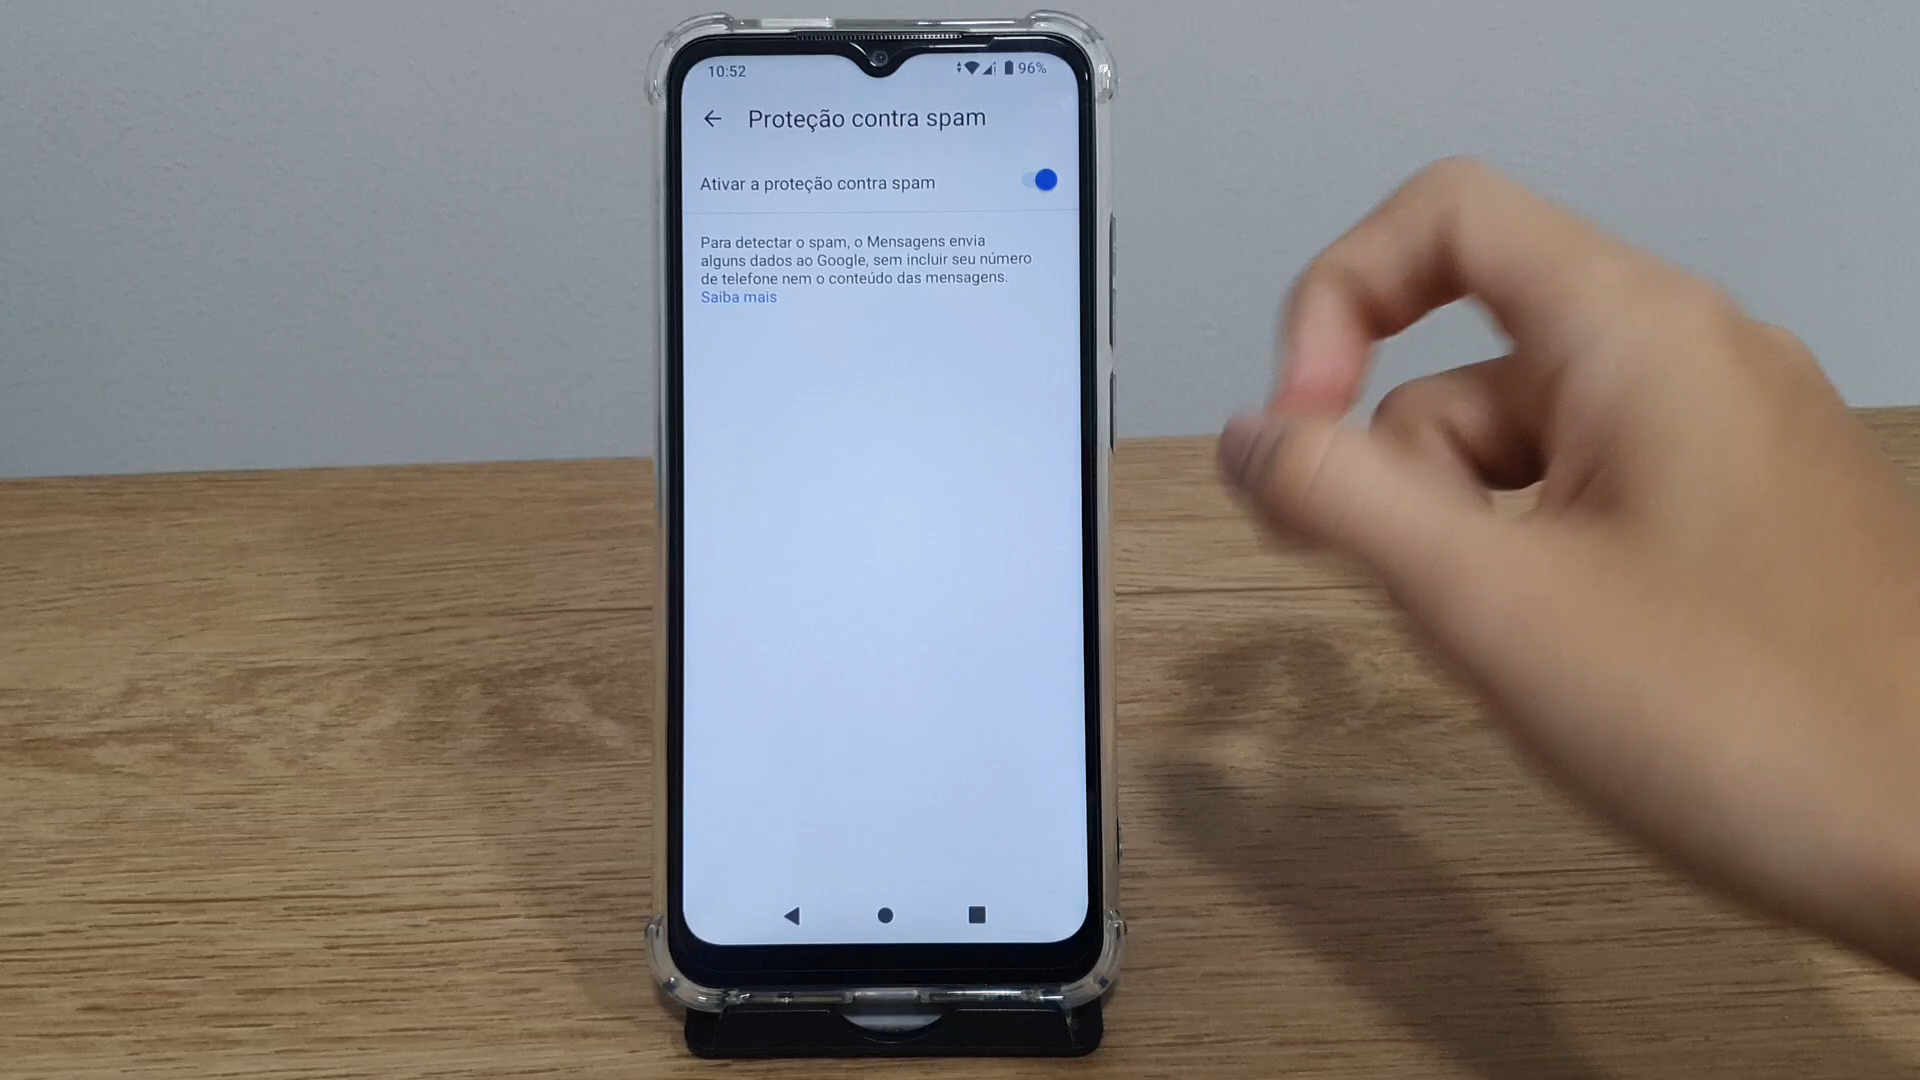 10:52
96%
Proteção contra spam
Ativar a proteção contra spam
Para detectar o spam, o Mensagens envia
alguns dados ao Google, sem incluir seu número
de telefone nem o conteúdo das mensagens.
Saiba mais